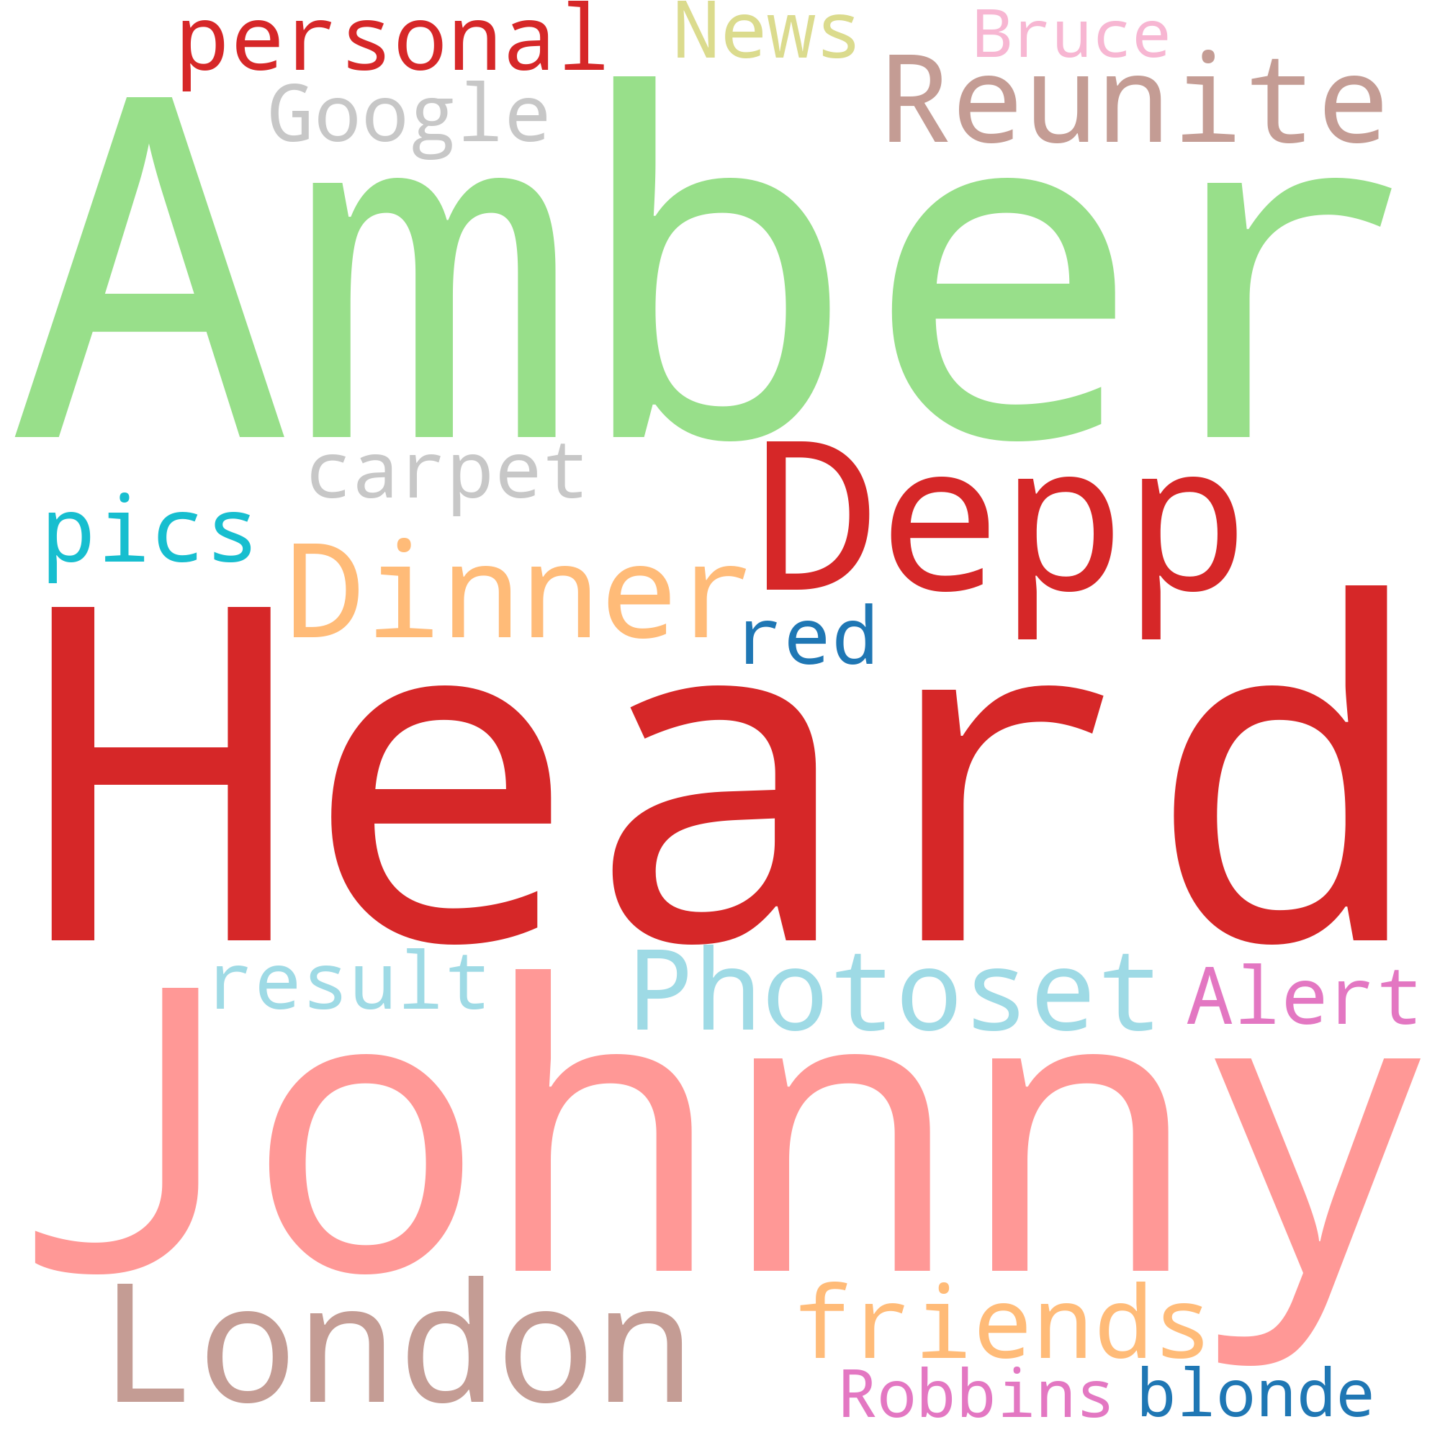 personal News Bruce
Google Reunite
Amber
carpet Depp
pics Dinner red
Heard
result Photoset Alert
Johnny
London friends
Robbins blonde